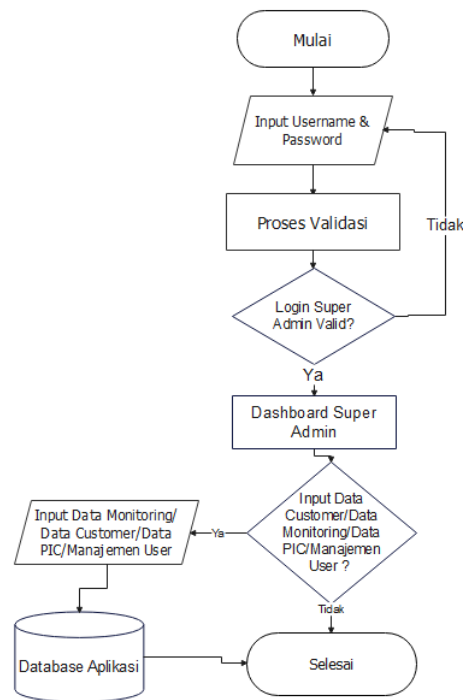 Mulai
Input Username &
Password
Proses Validasi
Tidak
Login Super
Admin Valid?
Ya
Dashboard Super
Admin
Input Data
Customer/Data
Monitoring/Data
PIC/Manajemen
User ?
Ya
Input Data Monitoring/
Data Customer/Data
PIC/Manajemen User
Tidak
Database Aplikasi
Selesai